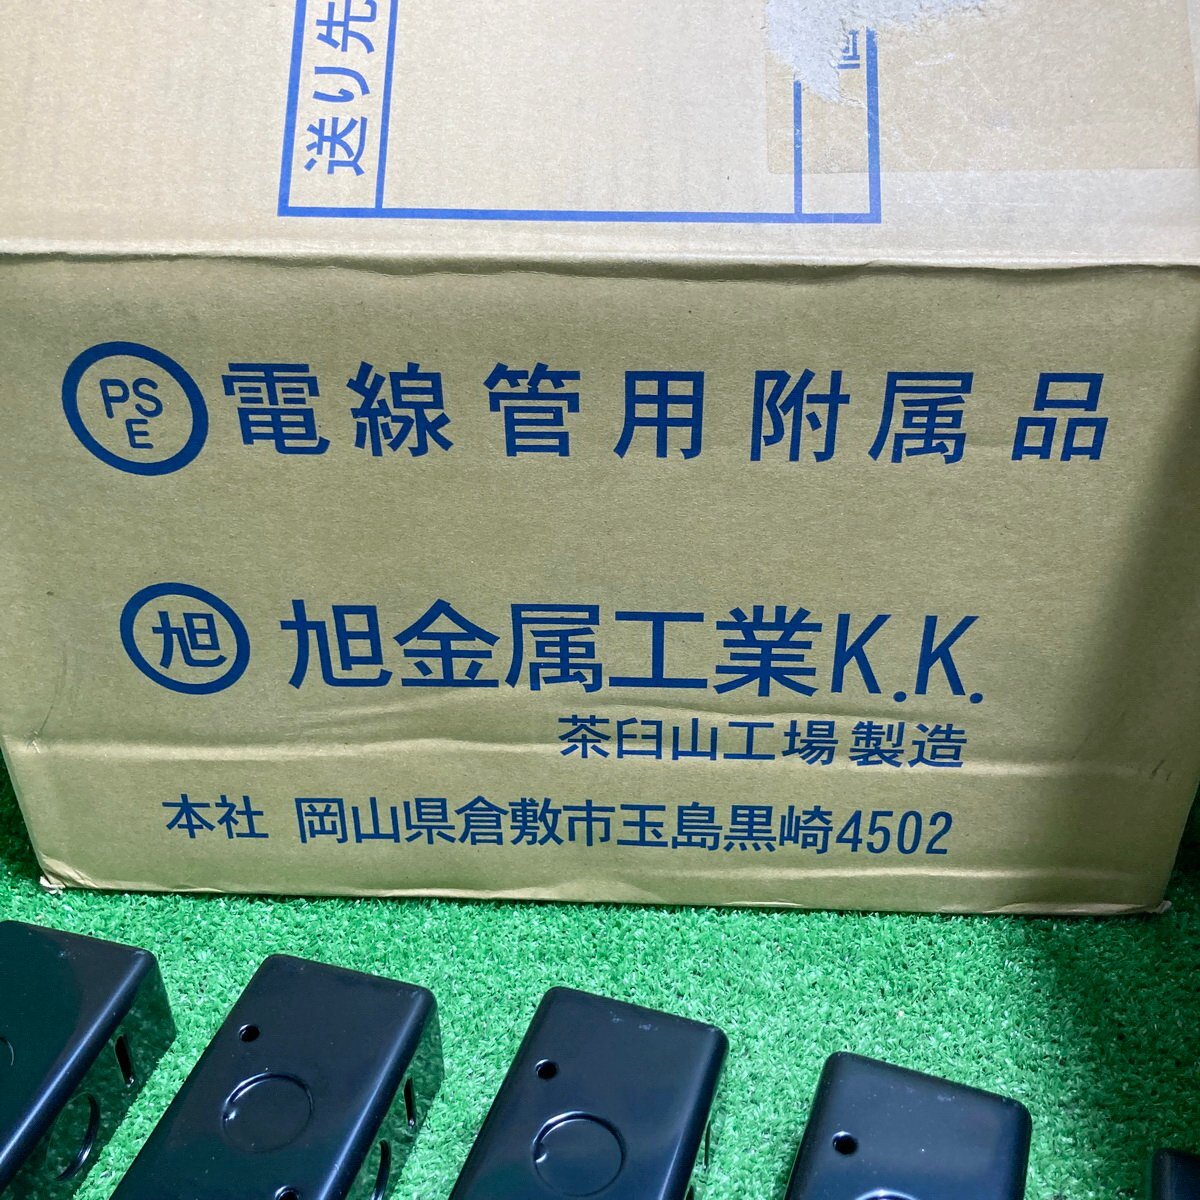 送り先
PS
E
電線管用附属品
旭 旭金属工業K.K.
茶臼山工場製造
本社 岡山県倉敷市玉島黒崎4502